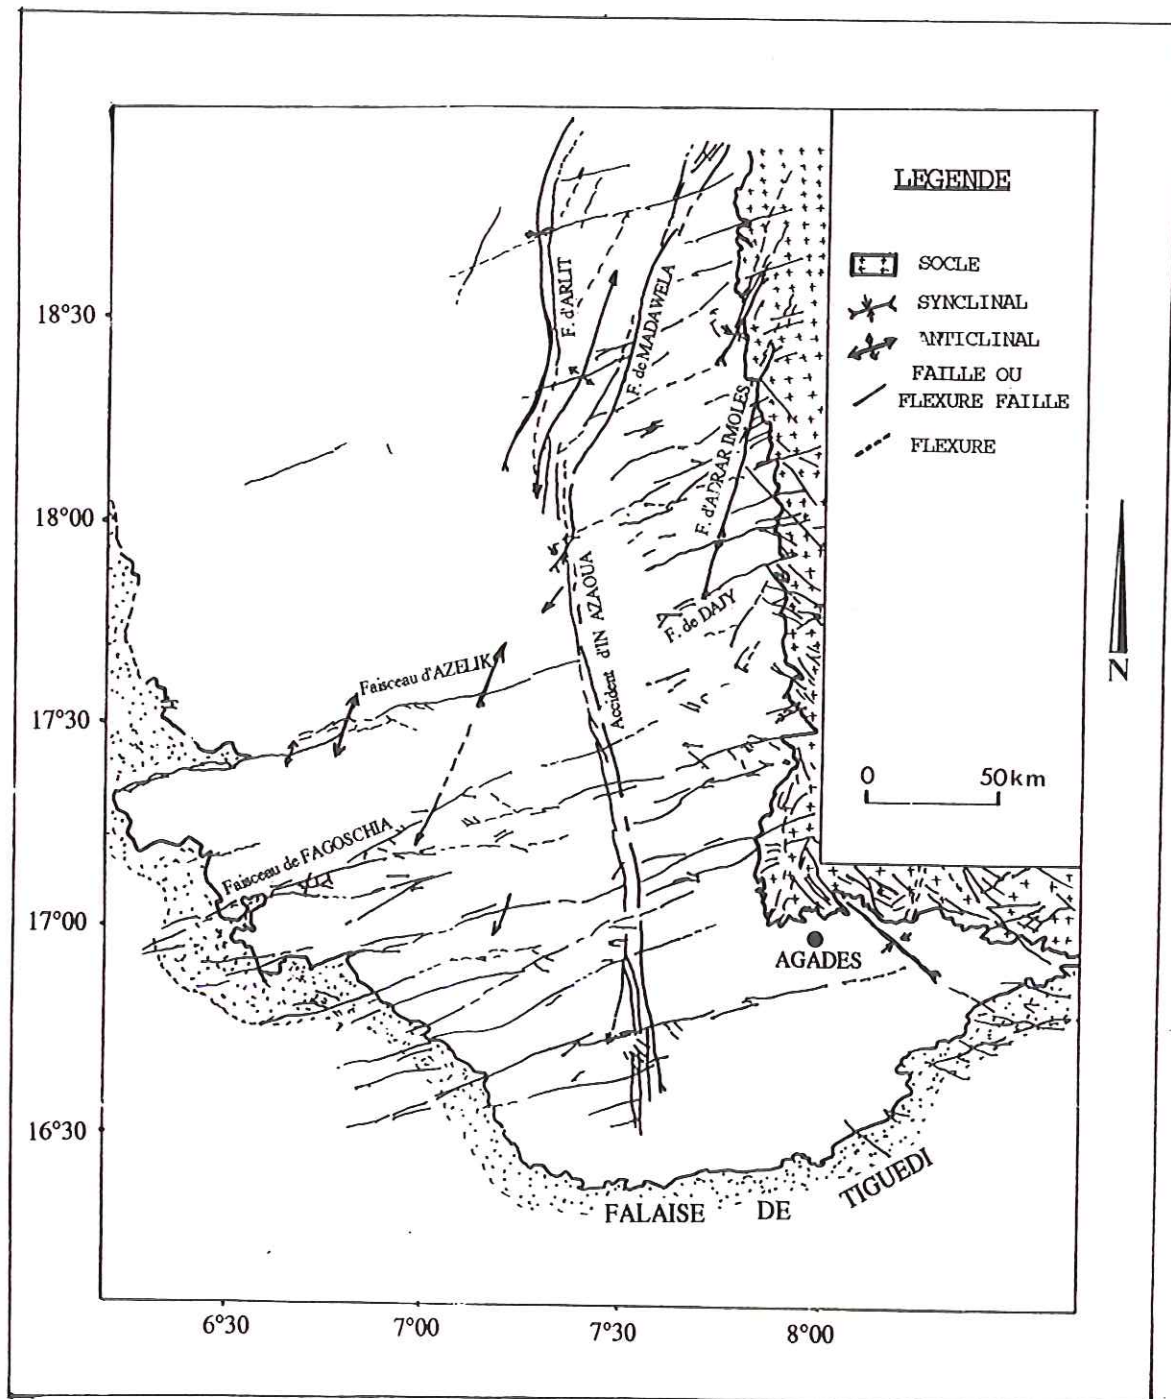 LEGENDE
SOCLE
SYNCLINAL
ANTICLINAL
FAILLE OU
FLEXURE FAILLE
FLEXURE
0 50km
N
18°30
18°00
17°30
17°00
16°30
6°30
7°00
7°30
8°00
F. d'ARLIT
F. de MADAWELA
F. d'ADRAR IMOLES
F. de DAJY
Accident d'IN AZAOUA
Faisceau d'AZELIK
Faisceau de FAGOSCHIA
AGADES
FALAISE DE TIGUEDI